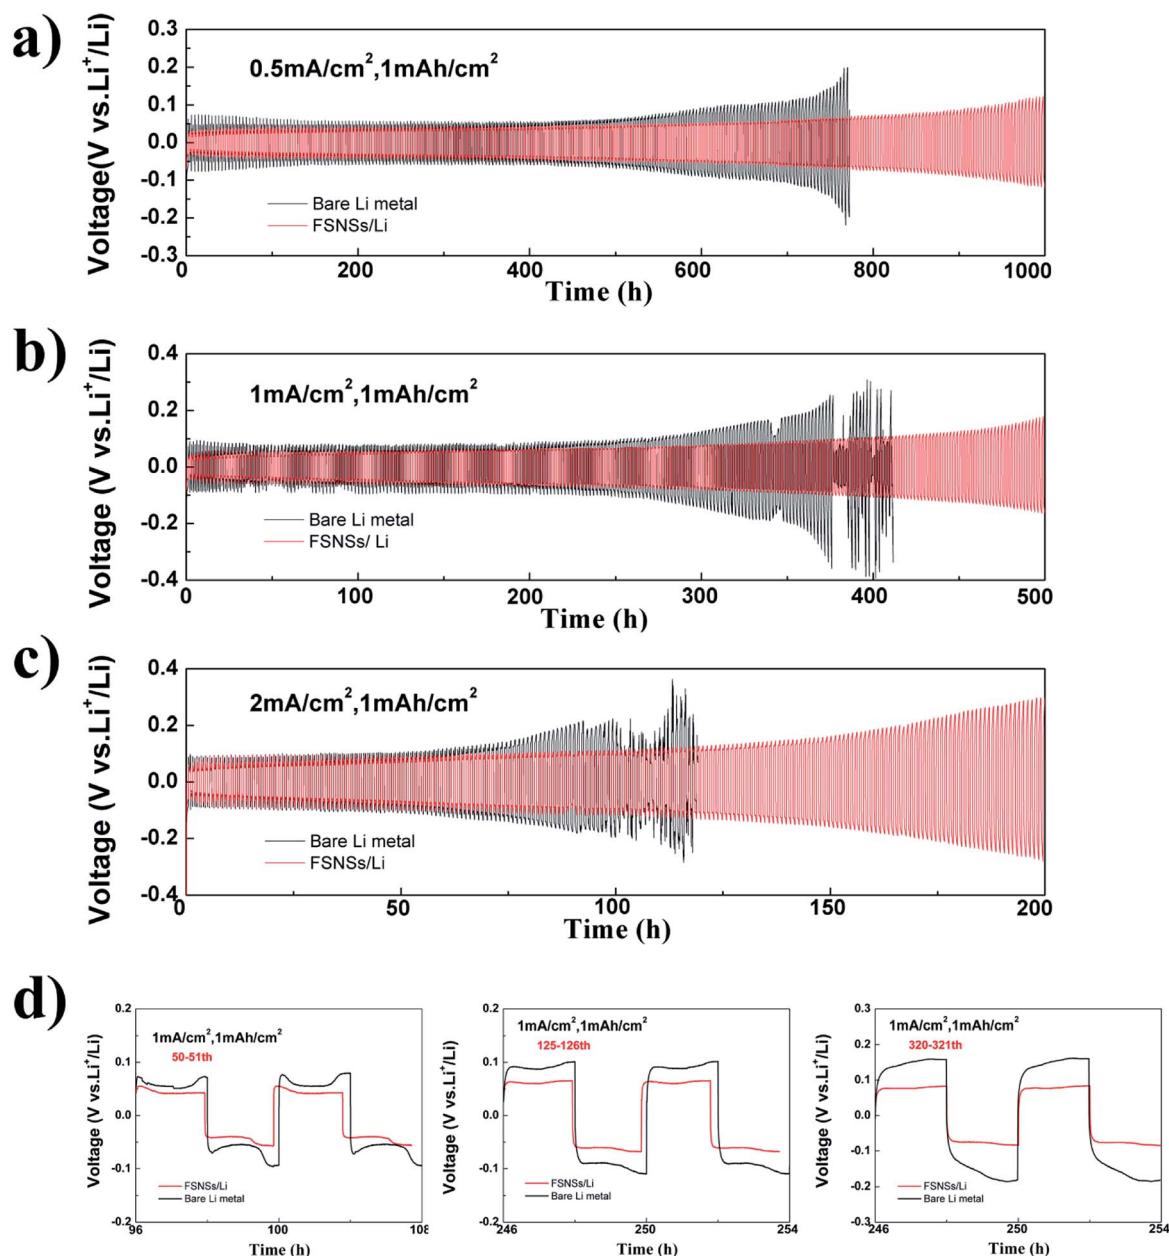 a)
Voltage(V vs.Li⁺/Li)
0.3
0.2
0.1
0.0
-0.1
-0.2
-0.3
0.5mA/cm²,1mAh/cm²
Bare Li metal
FSNSs/Li
0 200 400 600 800 1000
Time (h)
b)
Voltage (V vs.Li⁺/Li)
0.4
0.2
0.0
-0.2
-0.4
1mA/cm²,1mAh/cm²
Bare Li metal
FSNSs/ Li
0 100 200 300 400 500
Time (h)
c)
Voltage (V vs.Li⁺/Li)
0.4
0.2
0.0
-0.2
-0.4
2mA/cm²,1mAh/cm²
Bare Li metal
FSNSs/Li
0 50 100 150 200
Time (h)
d)
Voltage (V vs.Li⁺/Li)
0.2
0.1
0.0
-0.1
-0.2
1mA/cm²,1mAh/cm²
50-51th
FSNSs/Li
Bare Li metal
96 100 108
Time (h)
Voltage (V vs.Li⁺/Li)
0.2
0.1
0.0
-0.1
-0.2
1mA/cm²,1mAh/cm²
125-126th
FSNSs/Li
Bare Li metal
246 250 254
Time (h)
Voltage (V vs.Li⁺/Li)
0.3
0.2
0.1
0.0
-0.1
-0.2
-0.3
1mA/cm²,1mAh/cm²
320-321th
FSNSs/Li
Bare Li metal
246 250 254
Time (h)